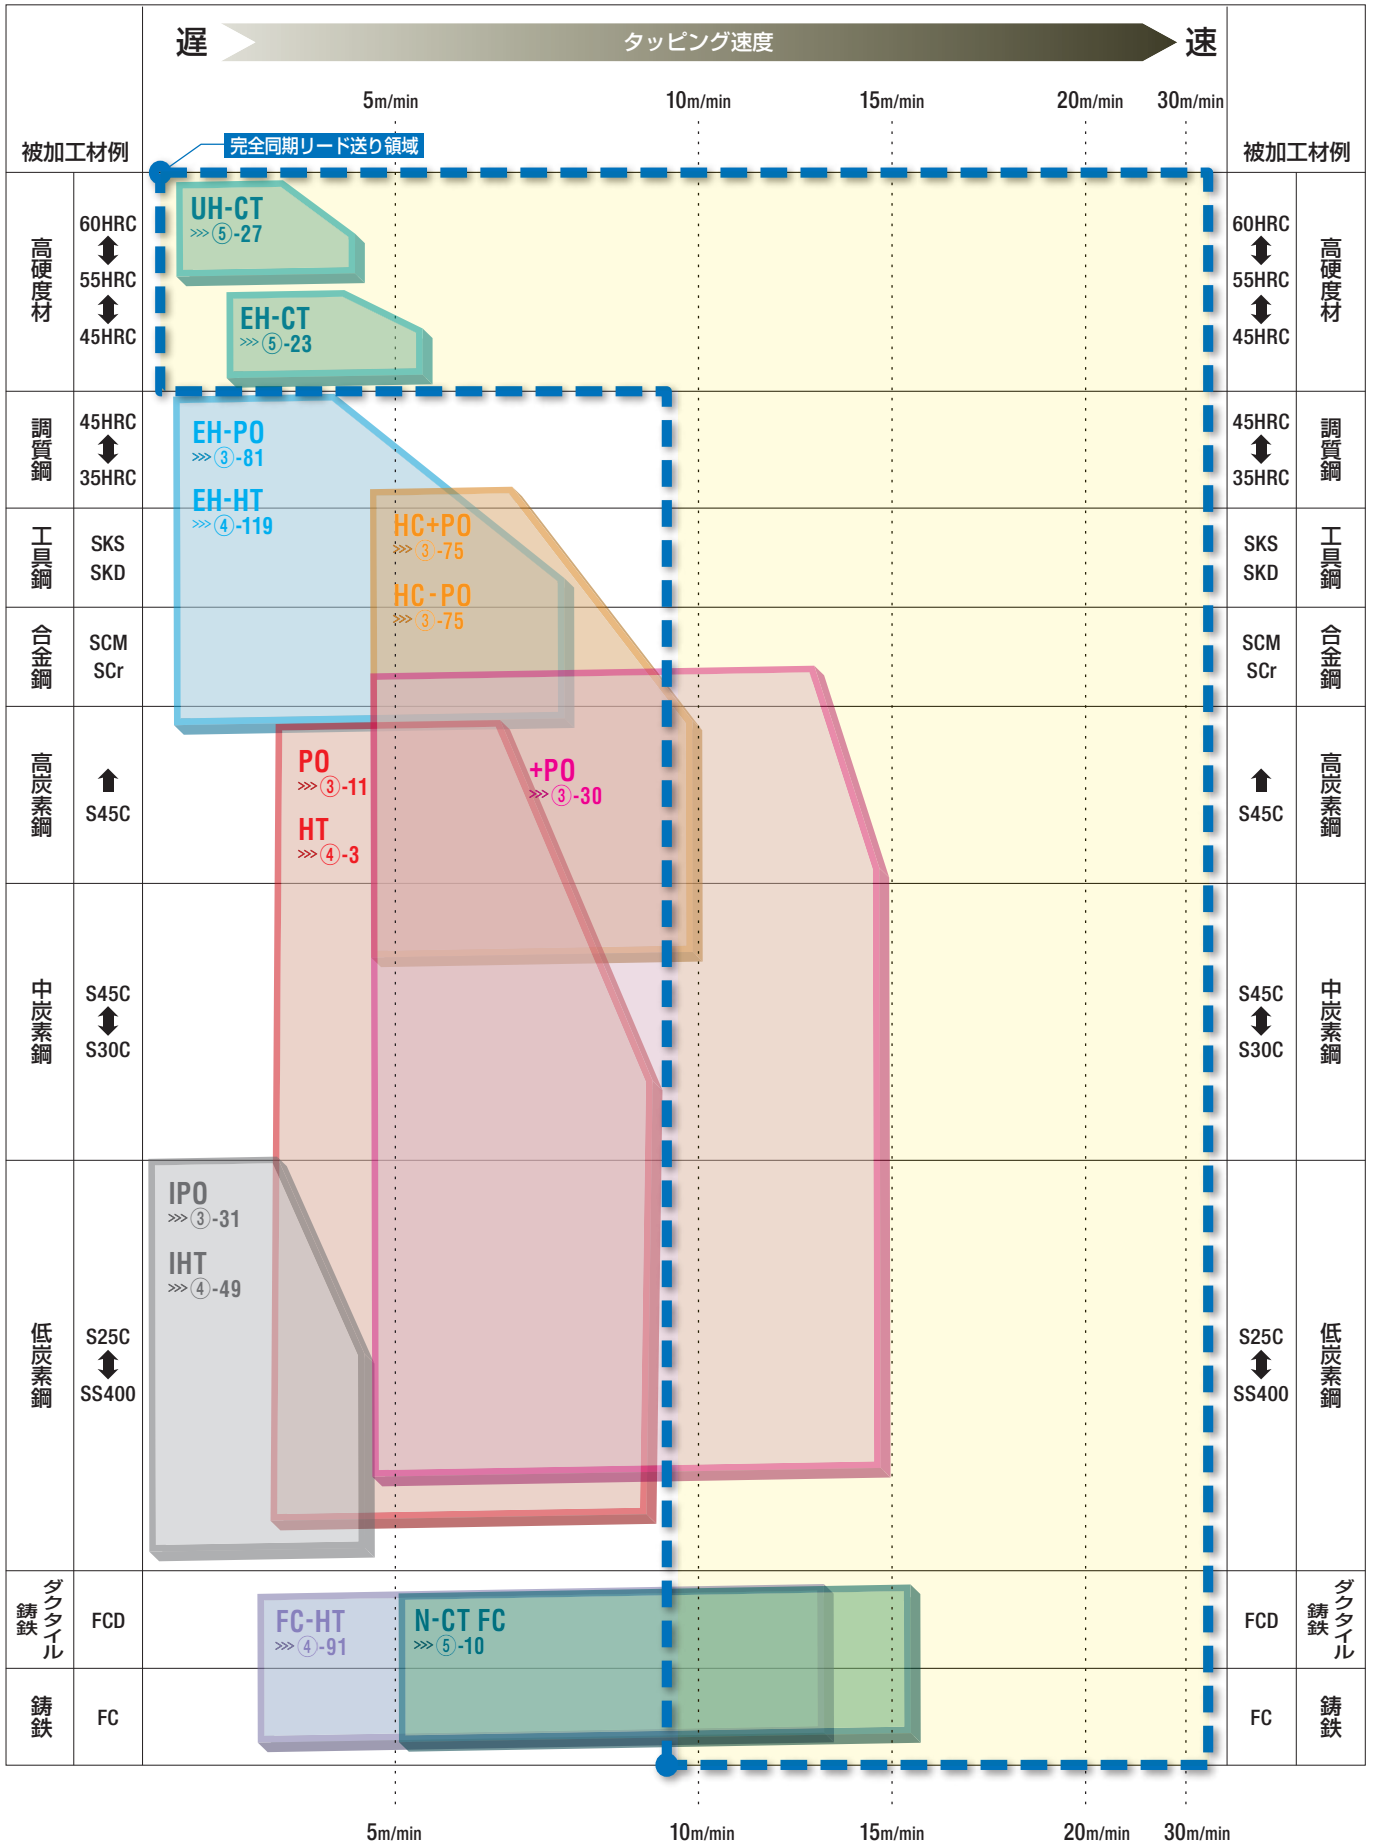 遅
タッピング速度
速
5m/min 10m/min 15m/min 20m/min 30m/min
被加工材例
完全同期リード送り領域
被加工材例
高硬度材
60HRC
55HRC
45HRC
UH-CT
>>> ⑤-27
EH-CT
>>> ⑤-23
60HRC
55HRC
45HRC
高硬度材
調質鋼
45HRC
35HRC
EH-PO
>>> ③-81
EH-HT
>>> ④-119
45HRC
35HRC
調質鋼
工具鋼
SKS
SKD
HC+PO
>>> ③-75
HC-PO
>>> ③-75
SKS
SKD
工具鋼
合金鋼
SCM
SCr
SCM
SCr
合金鋼
高炭素鋼
S45C
PO
>>> ③-11
HT
>>> ④-3
+PO
>>> ③-30
S45C
高炭素鋼
中炭素鋼
S45C
S30C
S45C
S30C
中炭素鋼
低炭素鋼
S25C
SS400
IPO
>>> ③-31
IHT
>>> ④-49
S25C
SS400
低炭素鋼
ダクタイル
鋳鉄
FCD
FC-HT
>>> ④-91
N-CT FC
>>> ⑤-10
FCD
ダクタイル
鋳鉄
鋳鉄
FC
FC
鋳鉄
5m/min 10m/min 15m/min 20m/min 30m/min